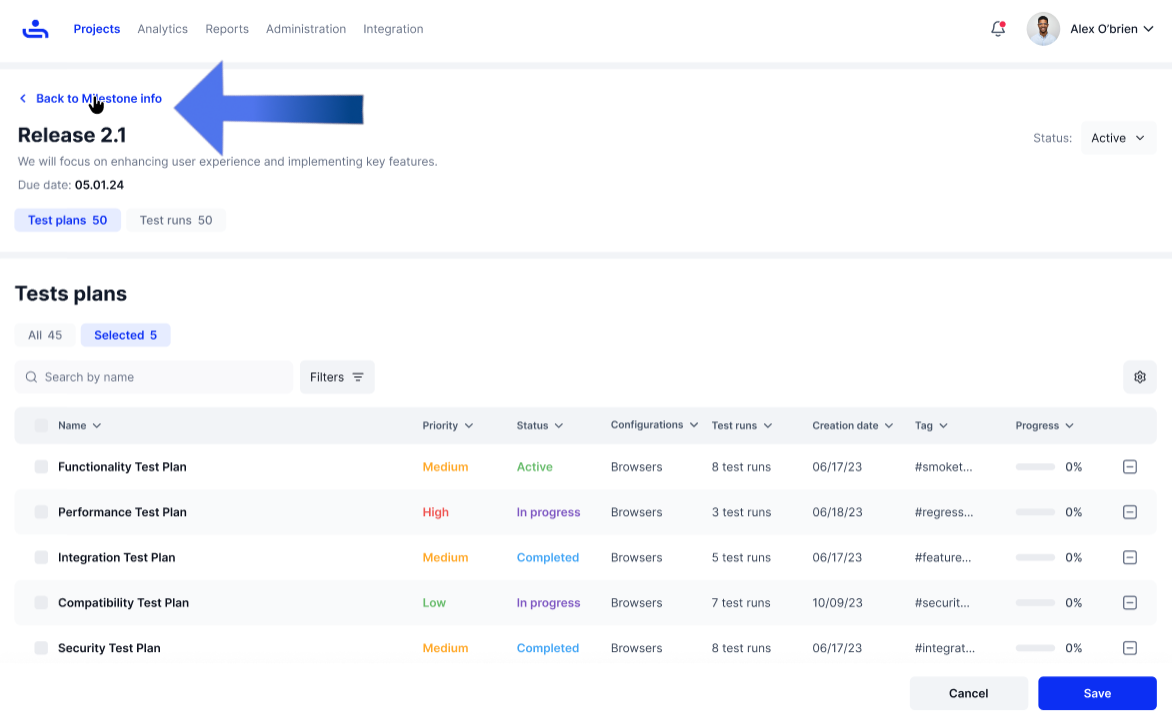 Projects Analytics Reports Administration Integration Alex O'brien
Back to Milestone info
Release 2.1
Status: Active
We will focus on enhancing user experience and implementing key features.
Due date: 05.01.24
Test plans 50 Test runs 50
Tests plans
All 45 Selected 5
Search by name Filters
Name Priority Status Configurations Test runs Creation date Tag Progress
Functionality Test Plan Medium Active Browsers 8 test runs 06/17/23 #smoket... 0%
Performance Test Plan High In progress Browsers 3 test runs 06/18/23 #regress... 0%
Integration Test Plan Medium Completed Browsers 5 test runs 06/17/23 #feature... 0%
Compatibility Test Plan Low In progress Browsers 7 test runs 10/09/23 #securit... 0%
Security Test Plan Medium Completed Browsers 8 test runs 06/17/23 #integrat... 0%
Cancel Save